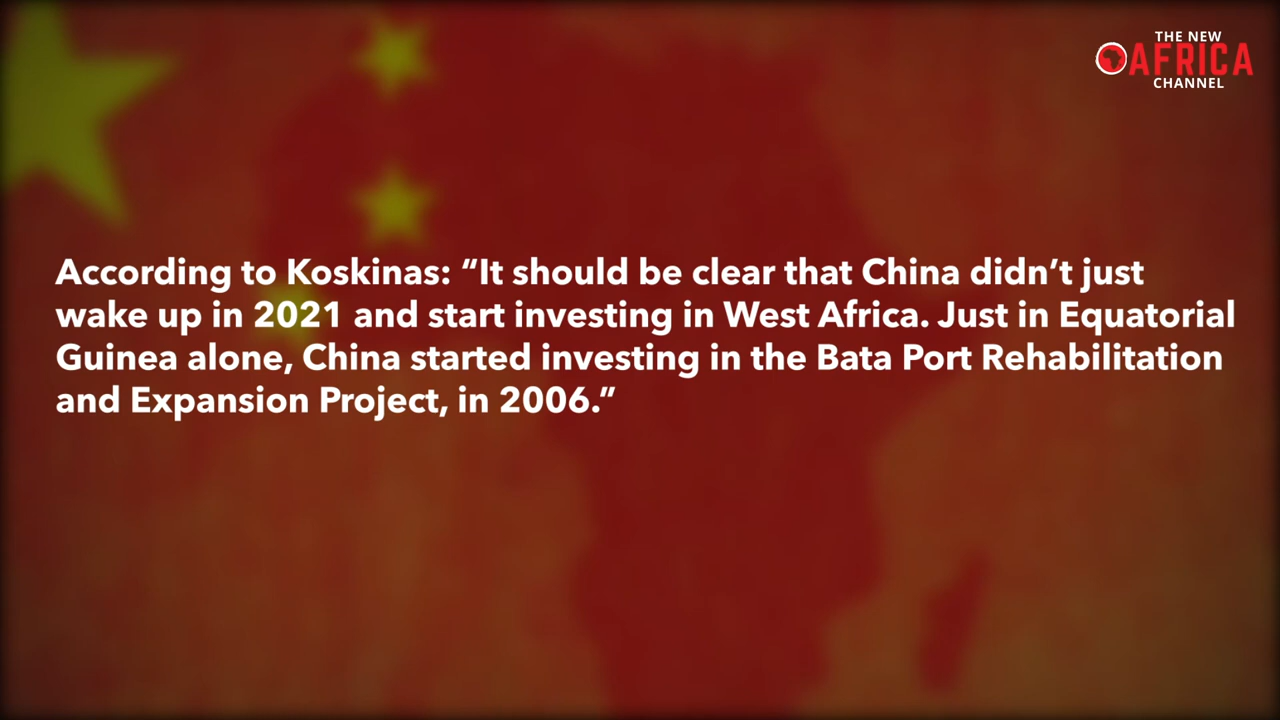 THE NEW
AFRICA
CHANNEL
According to Koskinas: “It should be clear that China didn’t just
wake up in 2021 and start investing in West Africa. Just in Equatorial
Guinea alone, China started investing in the Bata Port Rehabilitation
and Expansion Project, in 2006.”